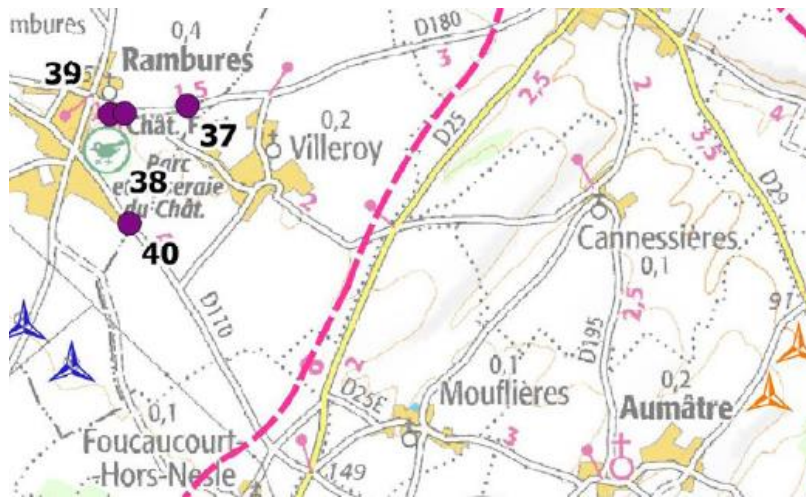 mbures
0,4
D180
39
Rambures
1,5
3
2,5
2
Chât. F
37
0,2
Villeroy
D25
3,5
4
38
Parc
du Chât.
2
D29
40
Cannessières
0,1
2,5
91
D170
D195
6
2
0,1
D25E
Mouflières
0,2
Aumâtre
0,1
Foucaucourt-
-Hors-Nesle
149
3